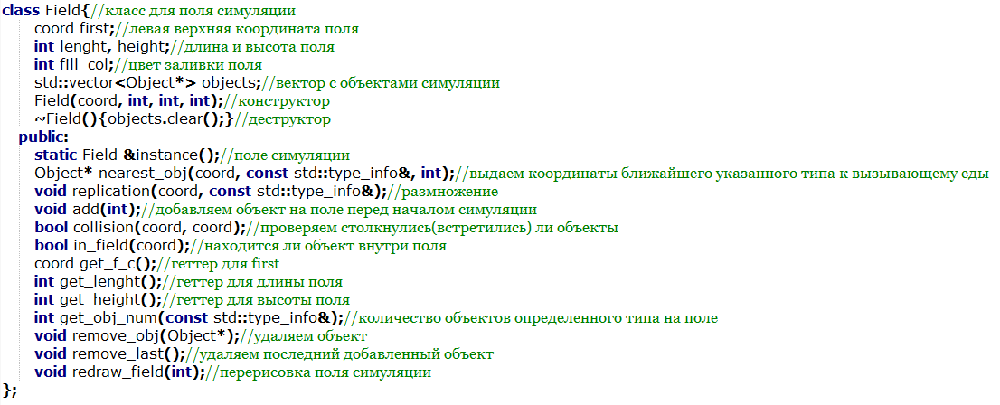 class Field{//класс для поля симуляции
coord first;//левая верхняя координата поля
int lenght, height;//длина и высота поля
int fill_col;//цвет заливки поля
std::vector<Object*> objects;//вектор с объектами симуляции
Field(coord, int, int, int);//конструктор
~Field(){objects.clear();}//деструктор
public:
static Field &instance();//поле симуляции
Object* nearest_obj(coord, const std::type_info&, int);//выдаем координаты ближайшего указанного типа к вызывающему еды
void replication(coord, const std::type_info&);//размножение
void add(int);//добавляем объект на поле перед началом симуляции
bool collision(coord, coord);//проверяем столкнулись(встретились) ли объекты
bool in_field(coord);//находится ли объект внутри поля
coord get_f_c();//геттер для first
int get_lenght();//геттер для длины поля
int get_height();//геттер для высоты поля
int get_obj_num(const std::type_info&);//количество объектов определенного типа на поле
void remove_obj(Object*);//удаляем объект
void remove_last();//удаляем последний добавленный объект
void redraw_field(int);//перерисовка поля симуляции
};